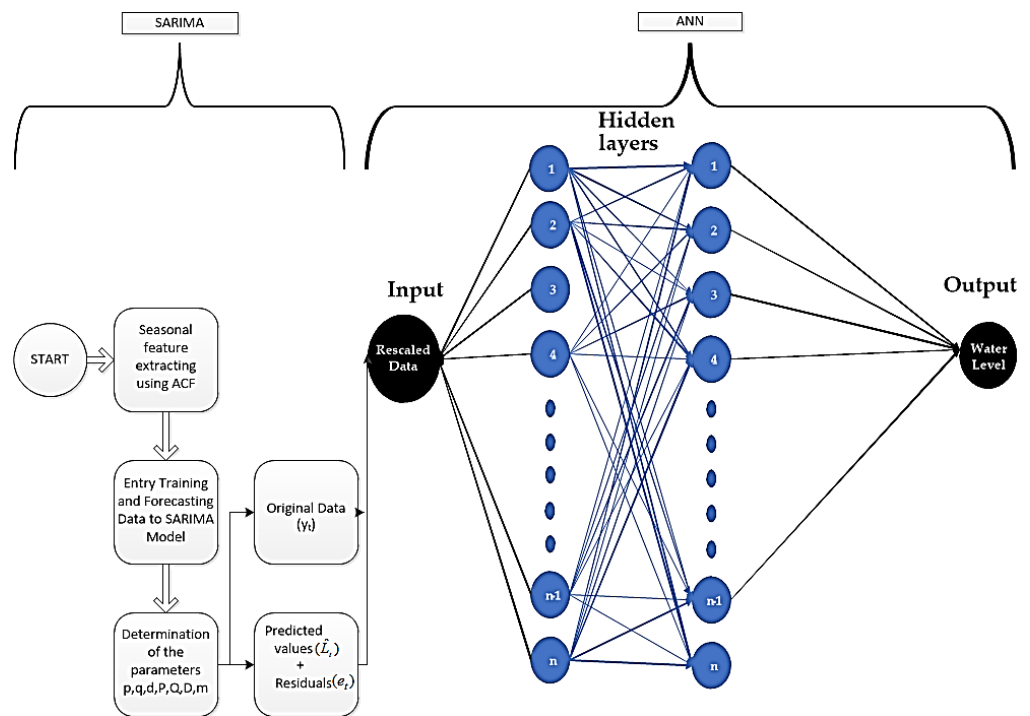 SARIMA
ANN
START
Seasonal
feature
extracting
using ACF
Entry Training
and Forecasting
Data to SARIMA
Model
Determination
of the
parameters
p,q,d,P,Q,D,m
Original Data
(yₜ)
Predicted
values(L̂ₜ)
+
Residuals(eₜ)
Input
Rescaled
Data
Hidden
layers
1
2
3
4
n-1
n
1
2
3
4
n-1
n
Output
Water
Level